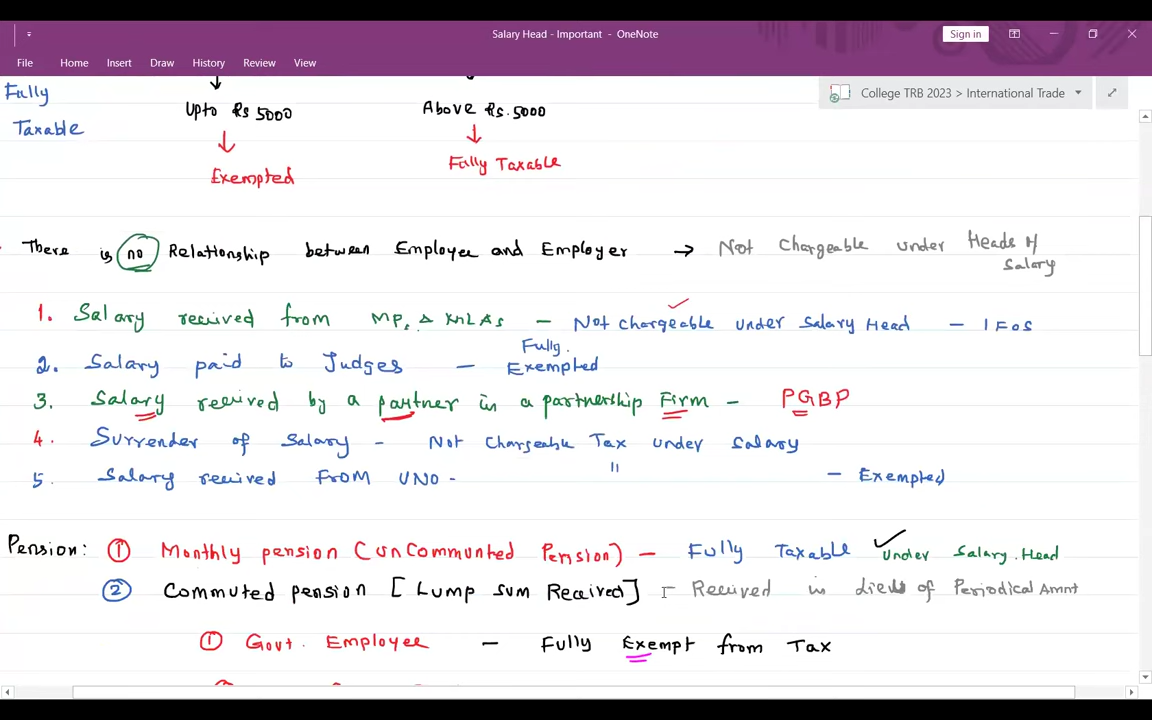 Salary Head - Important - OneNote
Sign in
File Home Insert Draw History Review View
College TRB 2023 > International Trade
Fully
Taxable
Upto Rs 5000
Above Rs. 5000
Exempted
Fully Taxable
There is no Relationship between Employee and Employer → Not Chargeable under Heads of
Salary
1. Salary received from MPs & MLAs - Not chargeable under Salary Head - IFOS
Fully.
2. Salary paid to Judges - Exempted
3. Salary received by a partner in a partnership Firm - PGBP
4. Surrender of Salary - Not Chargeable Tax under Salary
5. Salary received From UNO - " - Exempted
Pension: ① Monthly pension (unCommunted Pension) - Fully Taxable ✓ under Salary. Head
② Commuted pension [Lump sum Received] - Received in Lieu of Periodical Amnt
① Govt. Employee - Fully Exempt from Tax